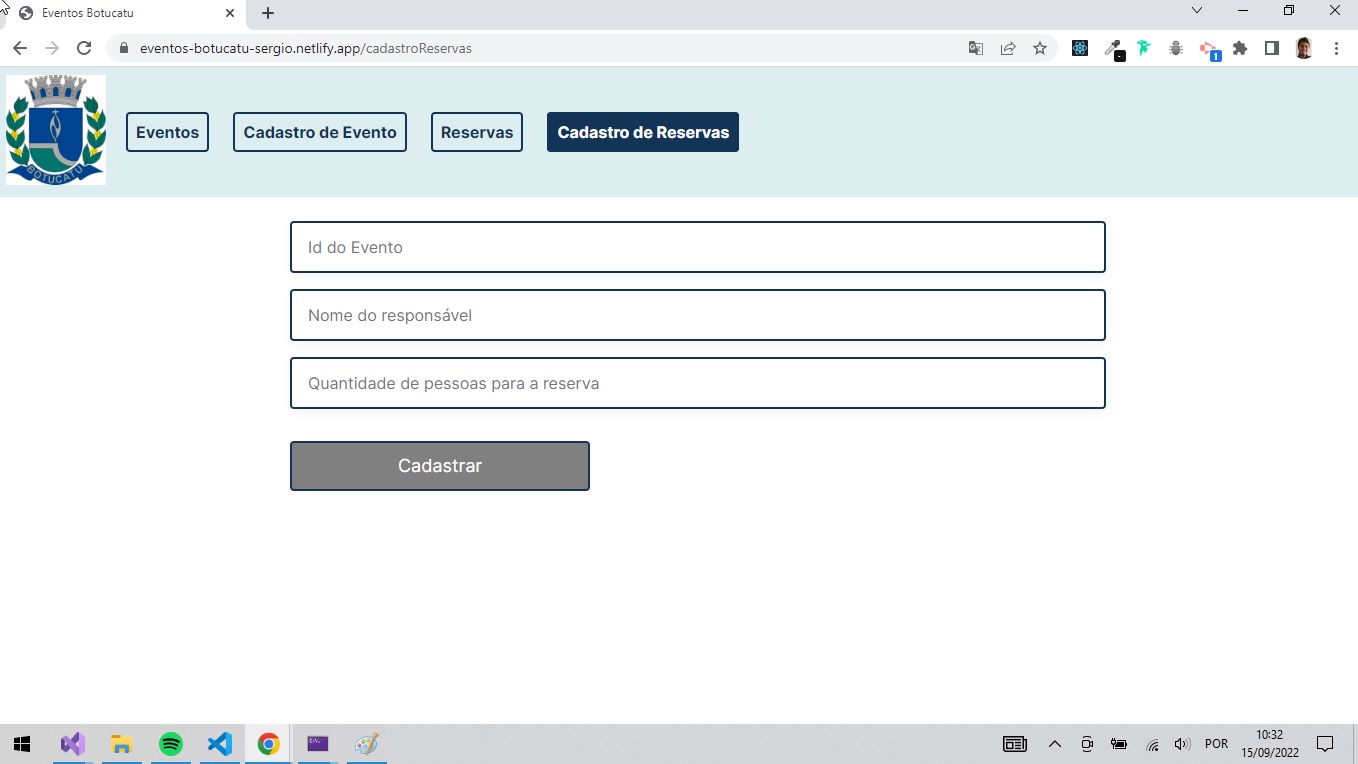 Eventos Botucatu
eventos-botucatu-sergio.netlify.app/cadastroReservas
1
BOTUCATU
Eventos
Cadastro de Evento
Reservas
Cadastro de Reservas
Id do Evento
Nome do responsável
Quantidade de pessoas para a reserva
Cadastrar
POR
10:32
15/09/2022